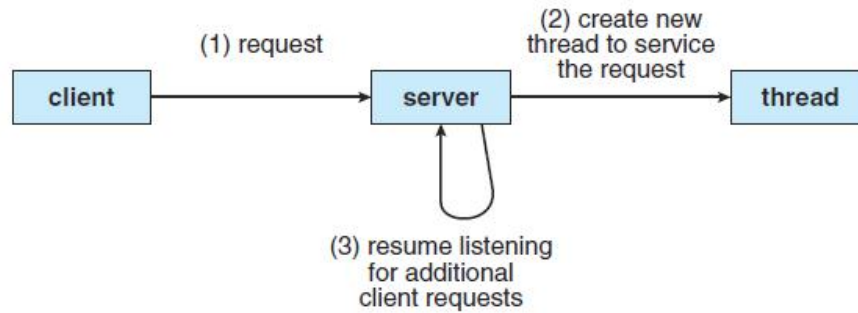 (1) request
(2) create new
thread to service
the request
client
server
thread
(3) resume listening
for additional
client requests